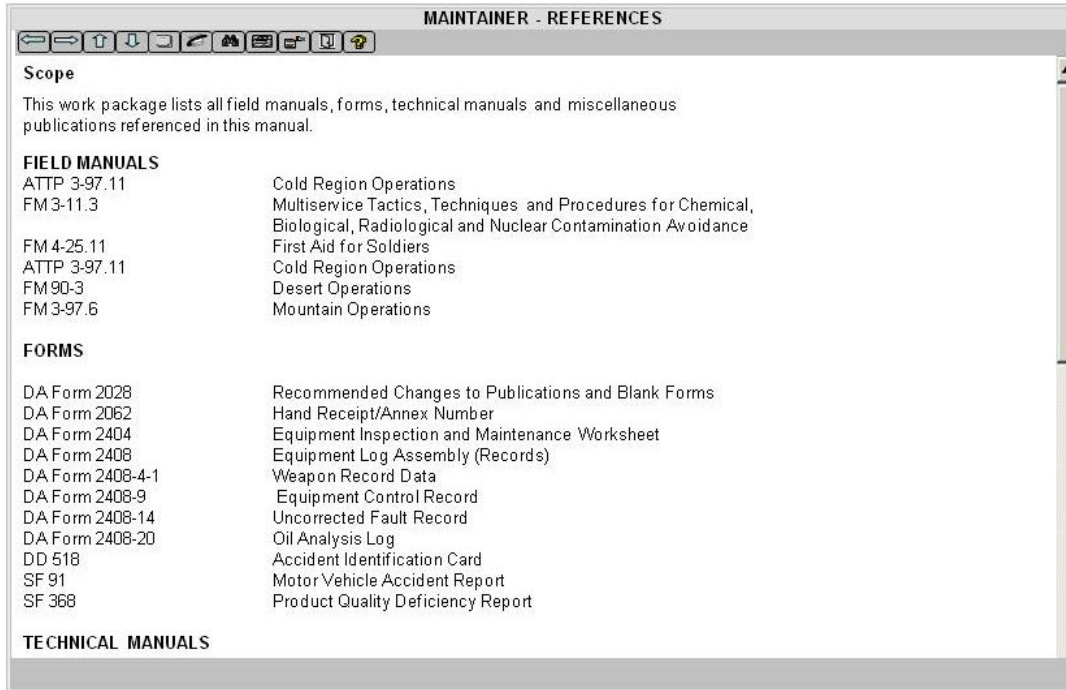 MAINTAINER - REFERENCES
Scope
This work package lists all field manuals, forms, technical manuals and miscellaneous
publications referenced in this manual.
FIELD MANUALS
ATTP 3-97.11 Cold Region Operations
FM 3-11.3 Multiservice Tactics, Techniques and Procedures for Chemical,
Biological, Radiological and Nuclear Contamination Avoidance
FM 4-25.11 First Aid for Soldiers
ATTP 3-97.11 Cold Region Operations
FM 90-3 Desert Operations
FM 3-97.6 Mountain Operations
FORMS
DA Form 2028 Recommended Changes to Publications and Blank Forms
DA Form 2062 Hand Receipt/Annex Number
DA Form 2404 Equipment Inspection and Maintenance Worksheet
DA Form 2408 Equipment Log Assembly (Records)
DA Form 2408-4-1 Weapon Record Data
DA Form 2408-9 Equipment Control Record
DA Form 2408-14 Uncorrected Fault Record
DA Form 2408-20 Oil Analysis Log
DD 518 Accident Identification Card
SF 91 Motor Vehicle Accident Report
SF 368 Product Quality Deficiency Report
TECHNICAL MANUALS